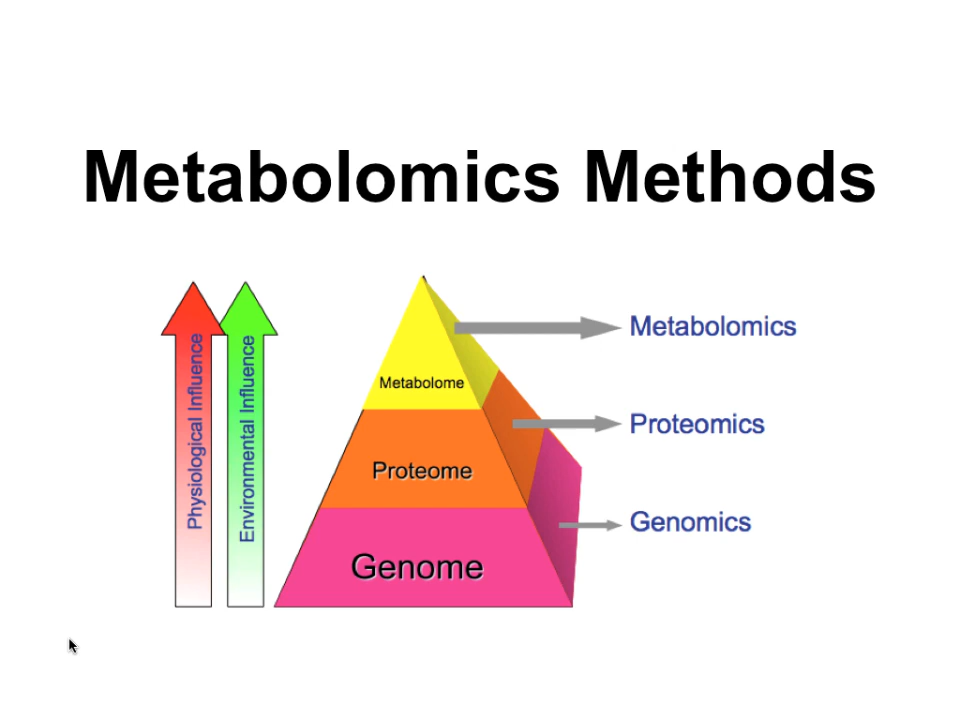 Metabolomics Methods
Physiological Influence
Environmental Influence
Metabolome
Proteome
Genome
Metabolomics
Proteomics
Genomics